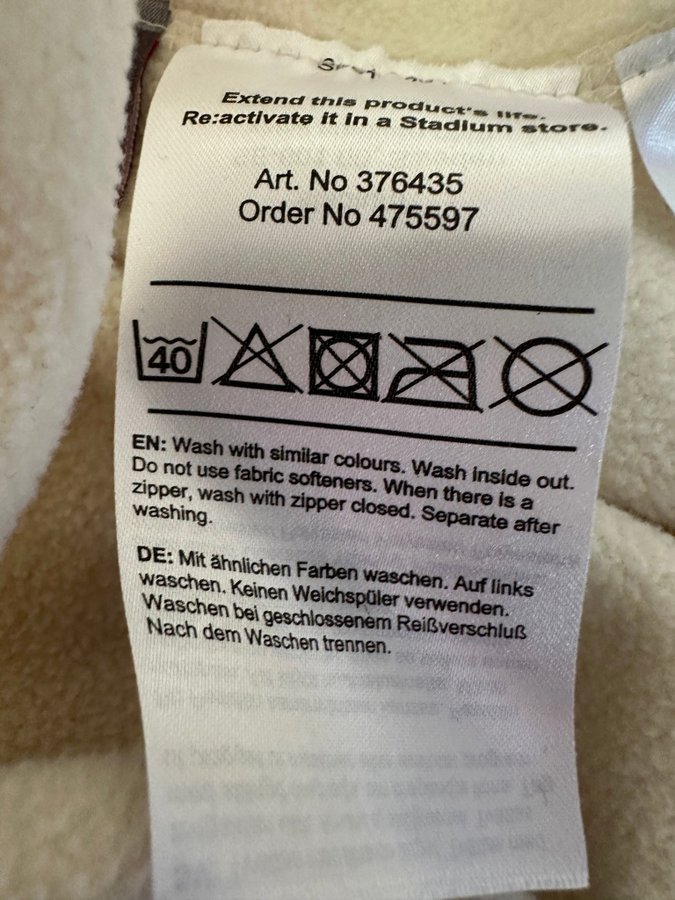 Extend this product's life.
Re:activate it in a Stadium store.
Art. No 376435
Order No 475597
40
EN: Wash with similar colours. Wash inside out.
Do not use fabric softeners. When there is a
zipper, wash with zipper closed. Separate after
washing.
DE: Mit ähnlichen Farben waschen. Auf links
waschen. Keinen Weichspüler verwenden.
Waschen bei geschlossenem Reißverschluß
Nach dem Waschen trennen.